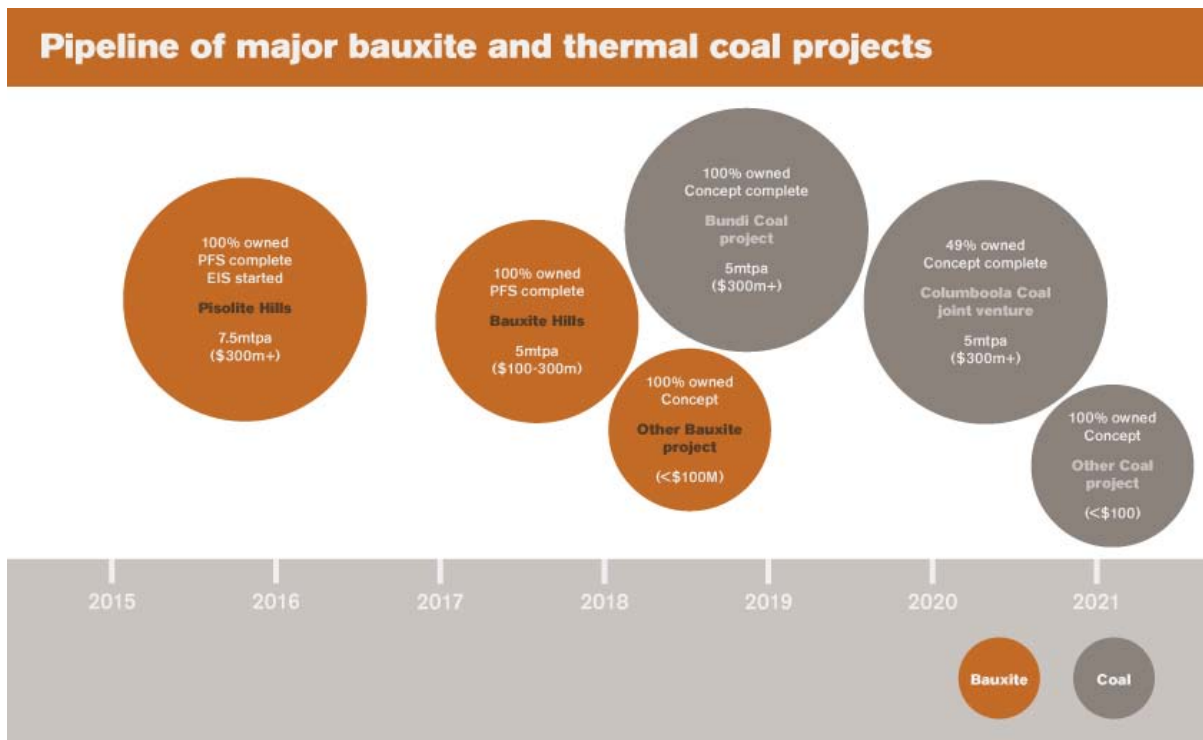 Pipeline of major bauxite and thermal coal projects
100% owned
PFS complete
EIS started
Pisolite Hills
7.5mtpa
($300m+)
100% owned
PFS complete
Bauxite Hills
5mtpa
($100-300m)
100% owned
Concept
Other Bauxite
project
(<$100M)
100% owned
Concept complete
Bundi Coal
project
5mtpa
($300m+)
49% owned
Concept complete
Columboola Coal
joint venture
5mtpa
($300m+)
100% owned
Concept
Other Coal
project
(<$100)
2015
2016
2017
2018
2019
2020
2021
Bauxite
Coal